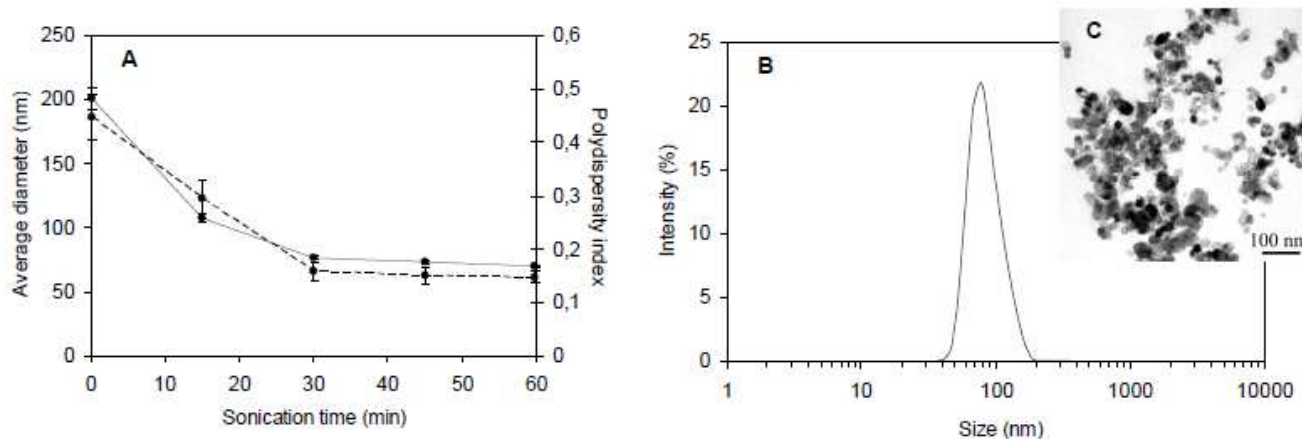 A
250
200
150
100
50
0
Average diameter (nm)
0,6
0,5
0,4
0,3
0,2
0,1
0
Polydispersity index
0 10 20 30 40 50 60
Sonication time (min)
B
25
20
15
10
5
0
Intensity (%)
1 10 100 1000 10000
Size (nm)
C
100 nm